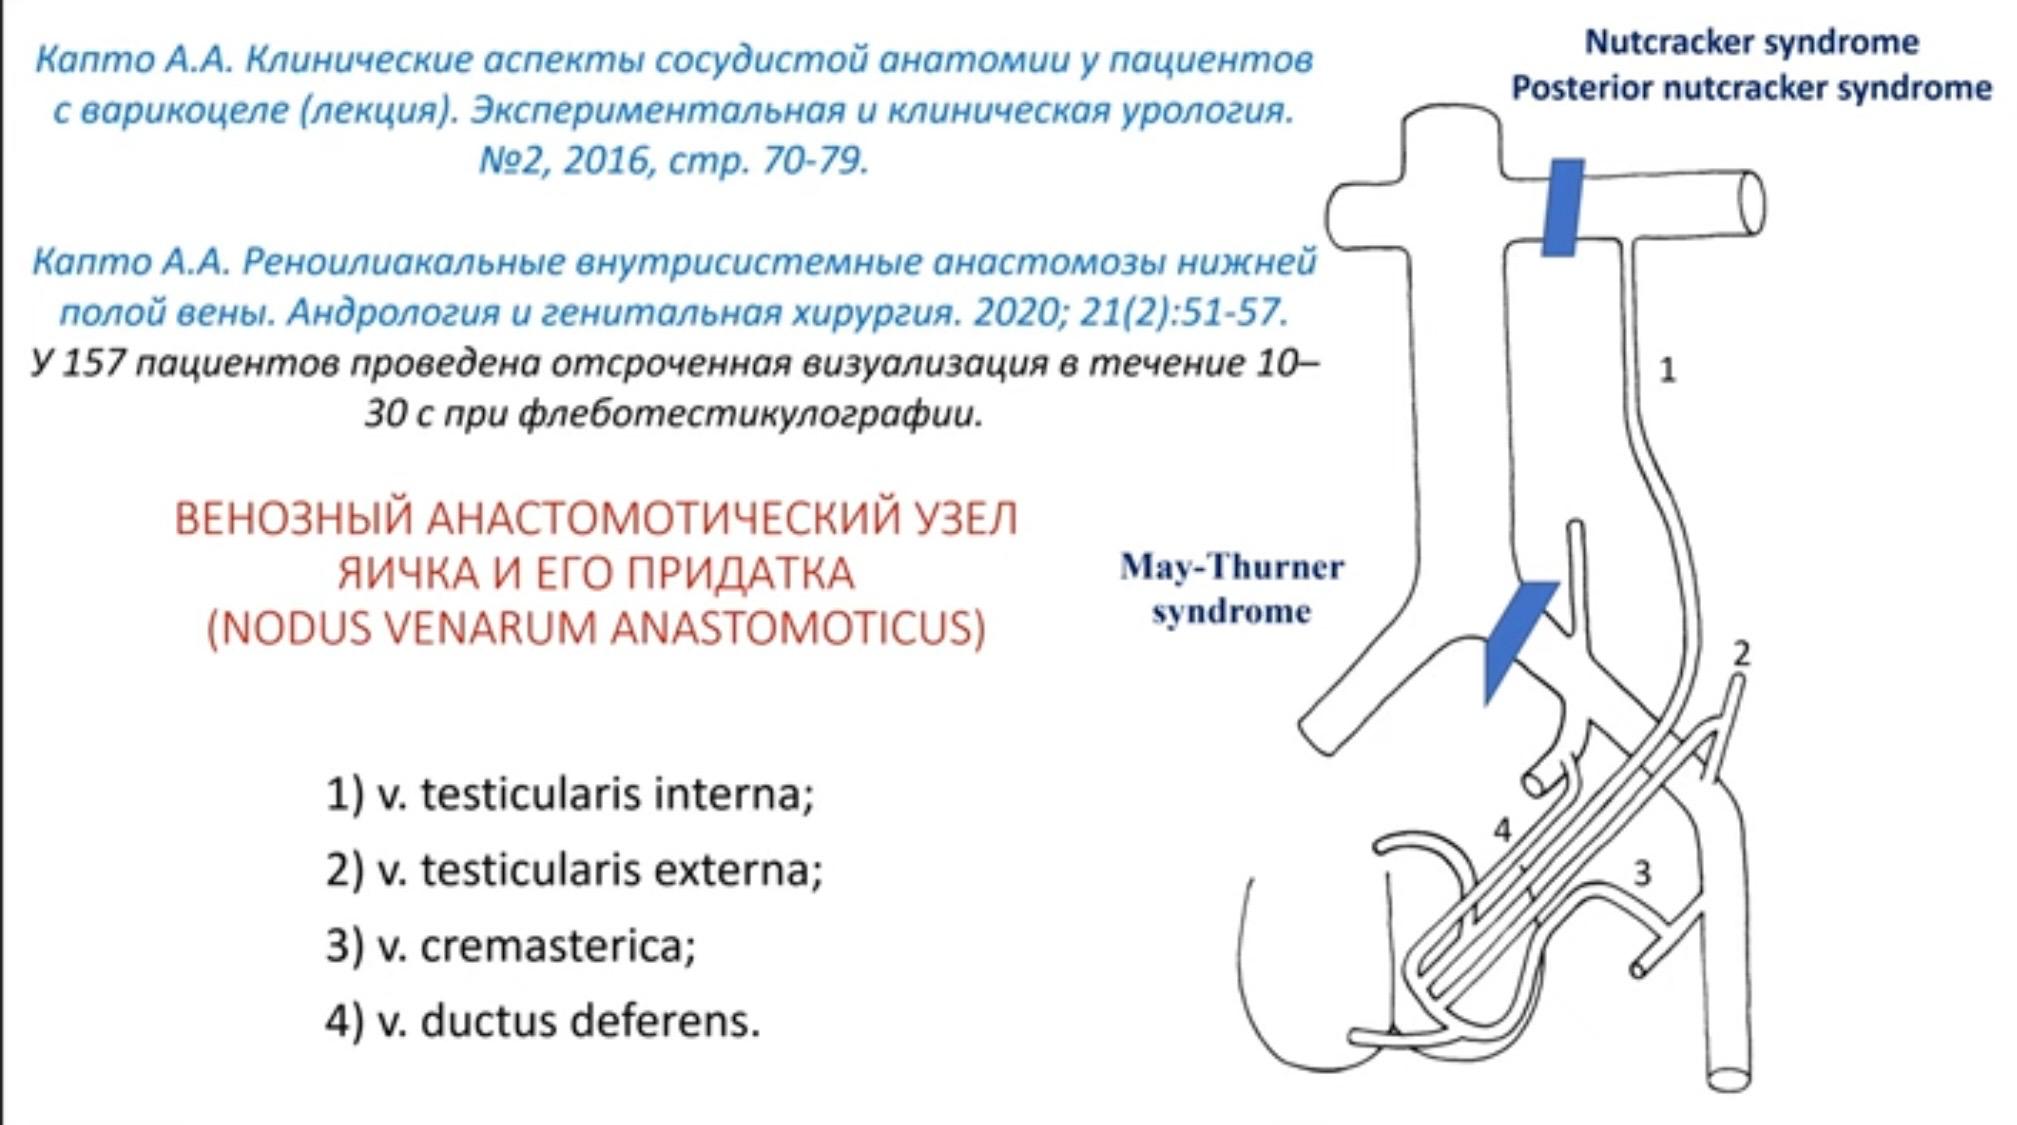 Капто А.А. Клинические аспекты сосудистой анатомии у пациентов
с варикоцеле (лекция). Экспериментальная и клиническая урология.
№2, 2016, стр. 70-79.
Капто А.А. Реноилиакальные внутрисистемные анастомозы нижней
полой вены. Андрология и генитальная хирургия. 2020; 21(2):51-57.
У 157 пациентов проведена отсроченная визуализация в течение 10–
30 с при флеботестикулографии.
ВЕНОЗНЫЙ АНАСТОМОТИЧЕСКИЙ УЗЕЛ
ЯИЧКА И ЕГО ПРИДАТКА
(NODUS VENARUM ANASTOMOTICUS)
1) v. testicularis interna;
2) v. testicularis externa;
3) v. cremasterica;
4) v. ductus deferens.
Nutcracker syndrome
Posterior nutcracker syndrome
1
May-Thurner
syndrome
2
4
3